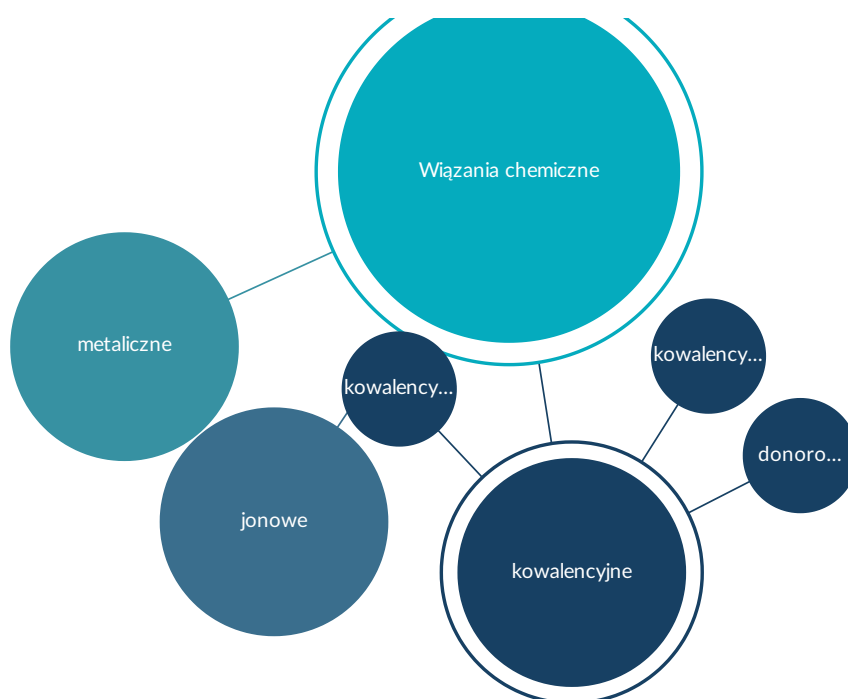 Wiązania chemiczne
metaliczne
kowalency...
kowalency...
donoro...
jonowe
kowalencyjne